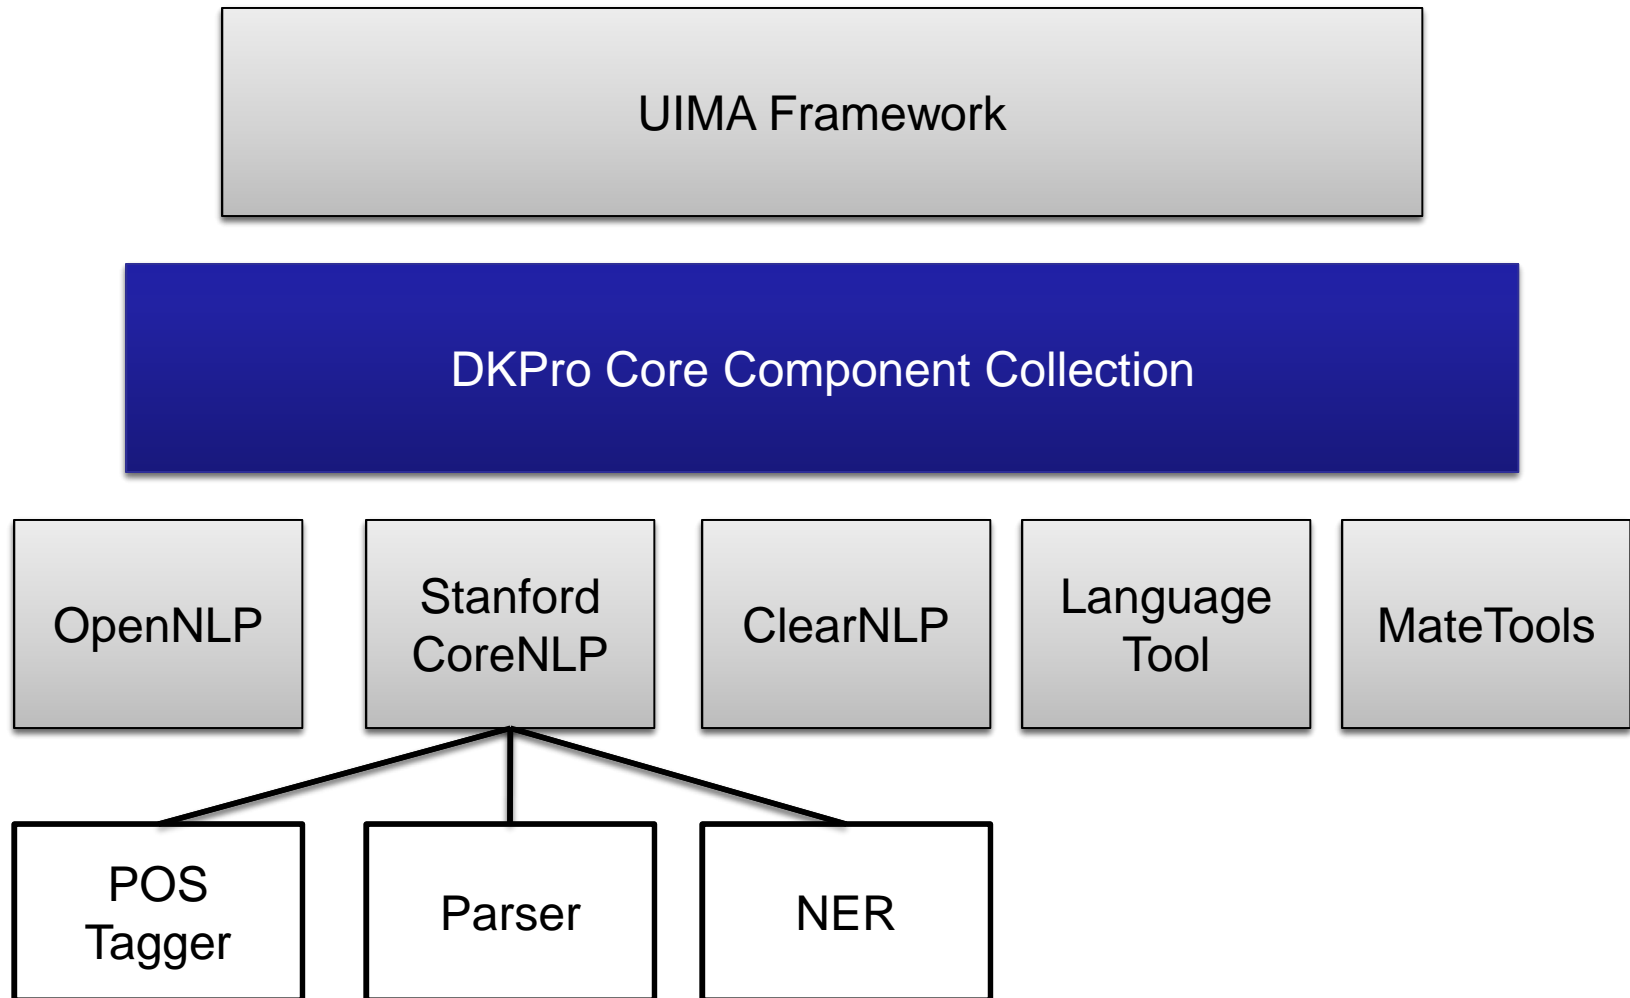 UIMA Framework
DKPro Core Component Collection
OpenNLP
Stanford
CoreNLP
ClearNLP
Language
Tool
MateTools
POS
Tagger
Parser
NER